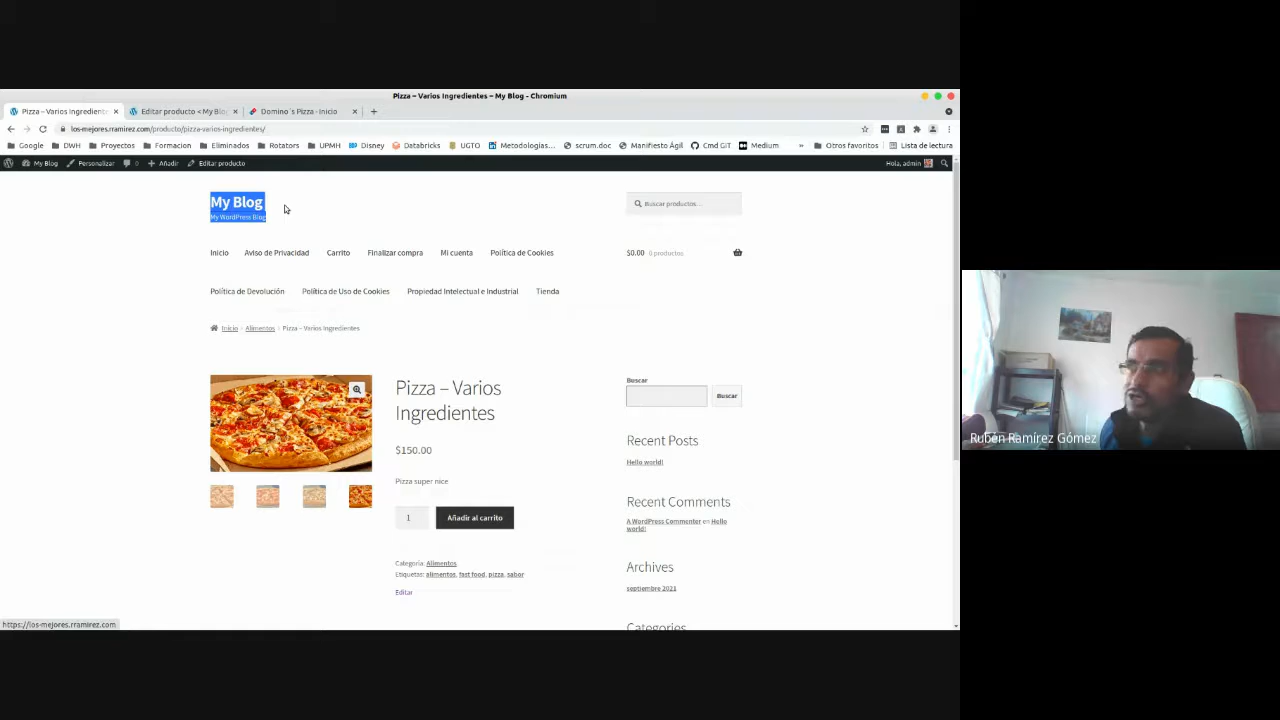 Pizza – Varios Ingredientes – My Blog - Chromium
Pizza – Varios Ingrediente
Editar producto < My Blog
Domino´s Pizza - Inicio
los-mejores.rramirez.com/producto/pizza-varios-ingredientes/
Google DWH Proyectos Formacion Eliminados Rotators UPMH Disney Databricks UGTO Metodologías... scrum.doc Manifiesto Ágil Cmd GIT Medium » Otros favoritos Lista de lectura
My Blog Personalizar 0 Añadir Editar producto Hola, admin
My Blog
My WordPress Blog
Buscar productos...
Inicio Aviso de Privacidad Carrito Finalizar compra Mi cuenta Política de Cookies
$0.00 0 productos
Política de Devolución Política de Uso de Cookies Propiedad Intelectual e Industrial Tienda
Inicio › Alimentos › Pizza – Varios Ingredientes
Pizza – Varios
Ingredientes
$150.00
Pizza super nice
1 Añadir al carrito
Categoría: Alimentos
Etiquetas: alimentos, fast food, pizza, sabor
Editar
Buscar
Buscar
Recent Posts
Hello world!
Recent Comments
A WordPress Commenter en Hello
world!
Archives
septiembre 2021
Categories
https://los-mejores.rramirez.com
Rubén Ramírez Gómez